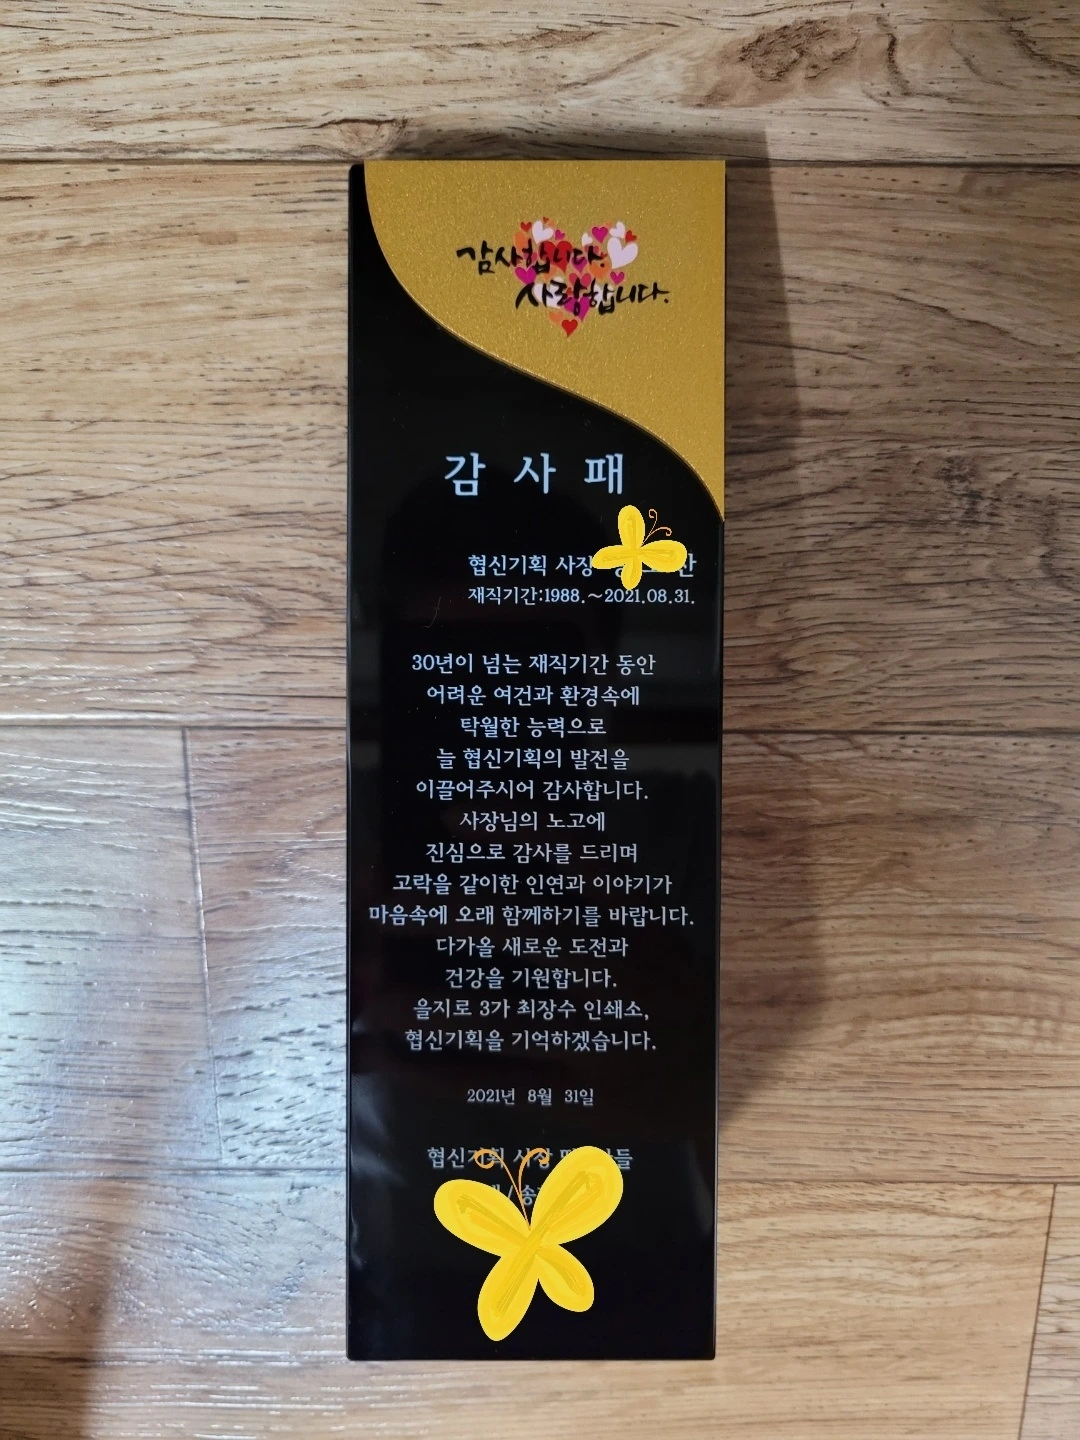 감사합니다.
사랑합니다.
감 사 패
협신기획 사장
재직기간:1988.~2021.08.31.
30년이 넘는 재직기간 동안
어려운 여건과 환경속에
탁월한 능력으로
늘 협신기획의 발전을
이끌어주시어 감사합니다.
사장님의 노고에
진심으로 감사를 드리며
고락을 같이한 인연과 이야기가
마음속에 오래 함께하기를 바랍니다.
다가올 새로운 도전과
건강을 기원합니다.
을지로 3가 최장수 인쇄소,
협신기획을 기억하겠습니다.
2021년 8월 31일
협신기획 사장